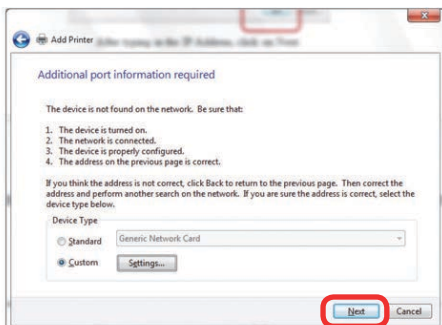 Add Printer
Additional port information required
The device is not found on the network. Be sure that:
1. The device is turned on.
2. The network is connected.
3. The device is properly configured.
4. The address on the previous page is correct.
If you think the address is not correct, click Back to return to the previous page. Then correct the
address and perform another search on the network. If you are sure the address is correct, select the
device type below.
Device Type
Standard
Generic Network Card
Custom
Settings...
Next
Cancel